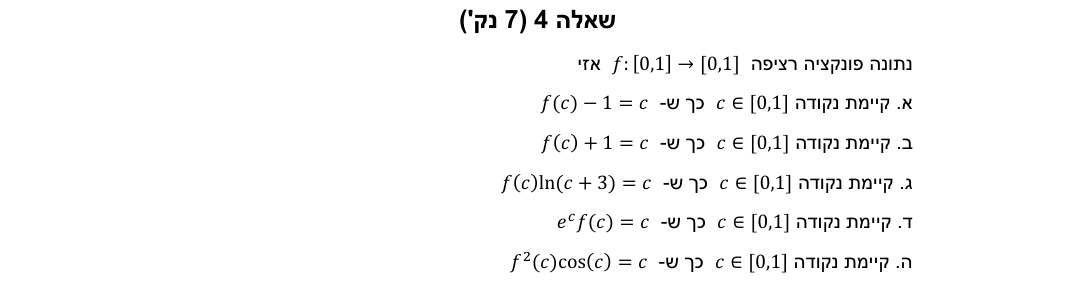 שאלה 4 (7 נק')
נתונה פונקציה רציפה f: [0,1] → [0,1] אזי
א. קיימת נקודה c ∈ [0,1] כך ש- f(c) − 1 = c
ב. קיימת נקודה c ∈ [0,1] כך ש- f(c) + 1 = c
ג. קיימת נקודה c ∈ [0,1] כך ש- f(c)ln(c + 3) = c
ד. קיימת נקודה c ∈ [0,1] כך ש- eᶜf(c) = c
ה. קיימת נקודה c ∈ [0,1] כך ש- f²(c)cos(c) = c